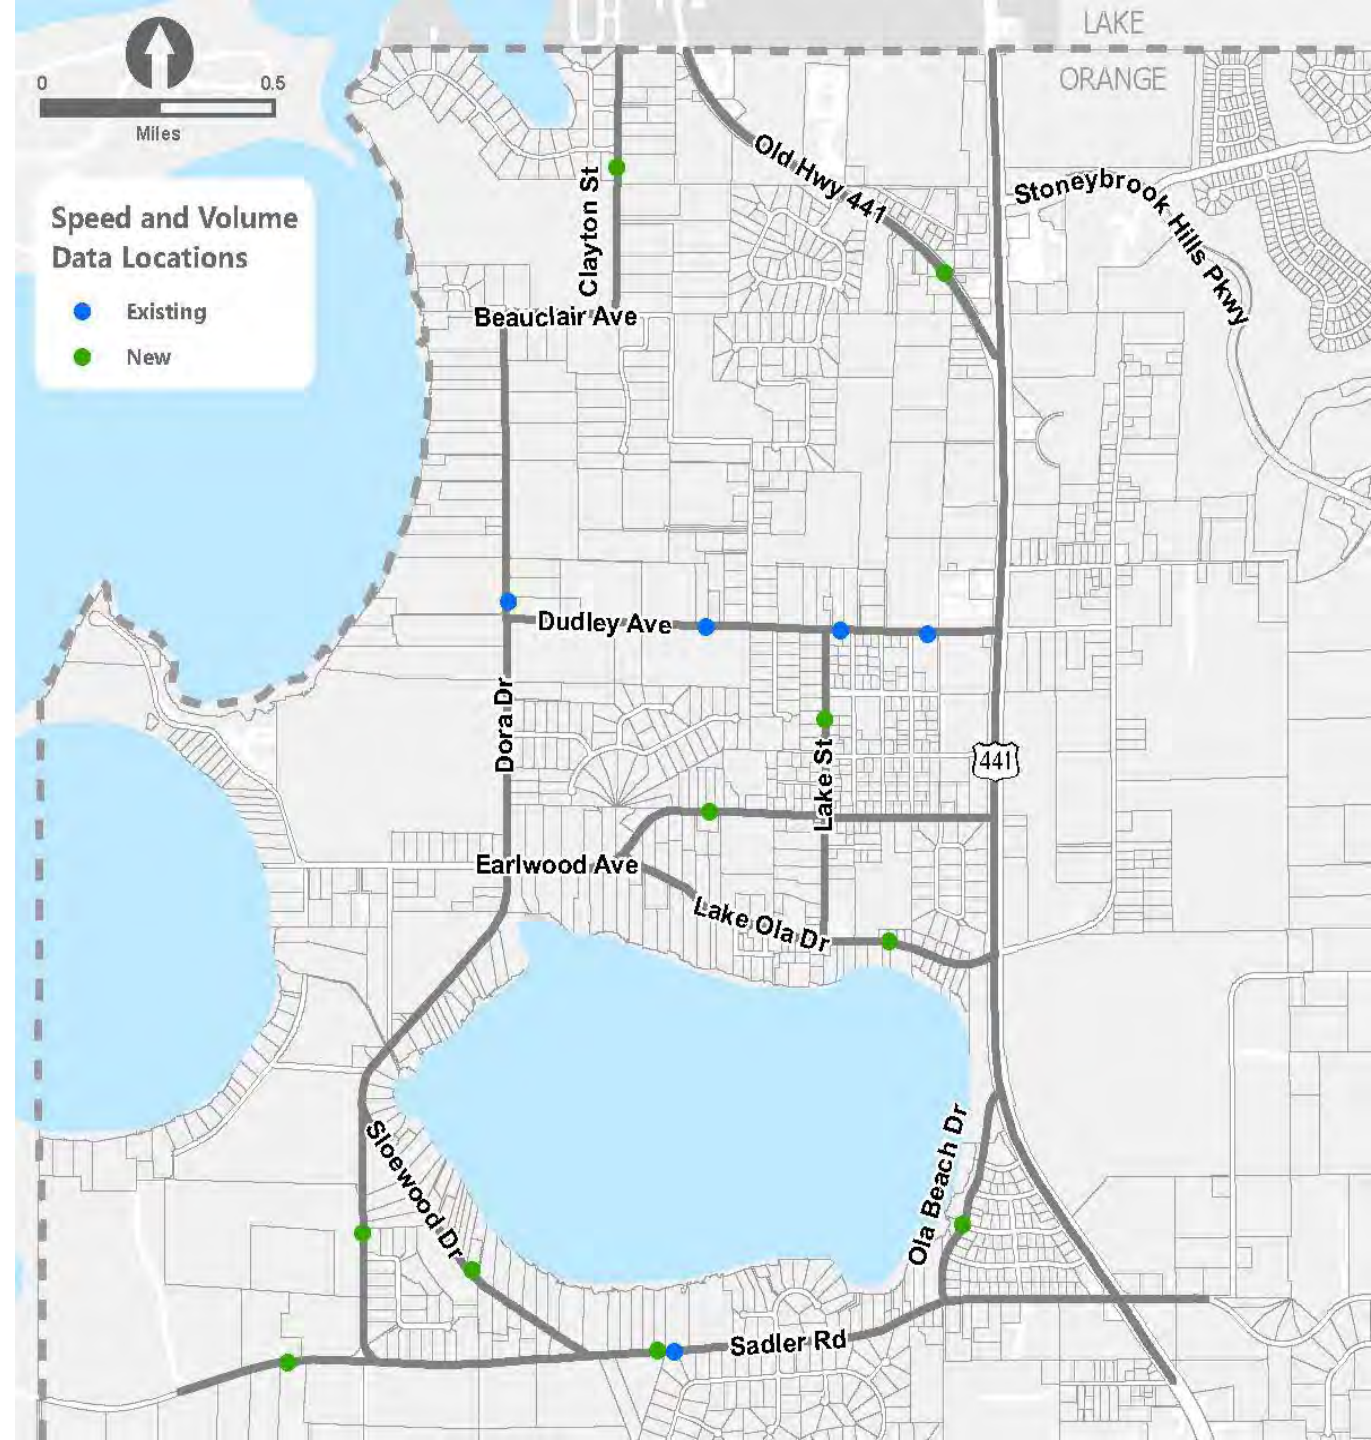 LAKE
ORANGE
0 0.5
Miles
Speed and Volume
Data Locations
Existing
New
Clayton St
Old Hwy 441
Stoneybrook Hills Pkwy
Beauclair Ave
Dudley Ave
Dora Dr
Lake St
441
Earlwood Ave
Lake Ola Dr
Sloewood Dr
Ola Beach Dr
Sadler Rd